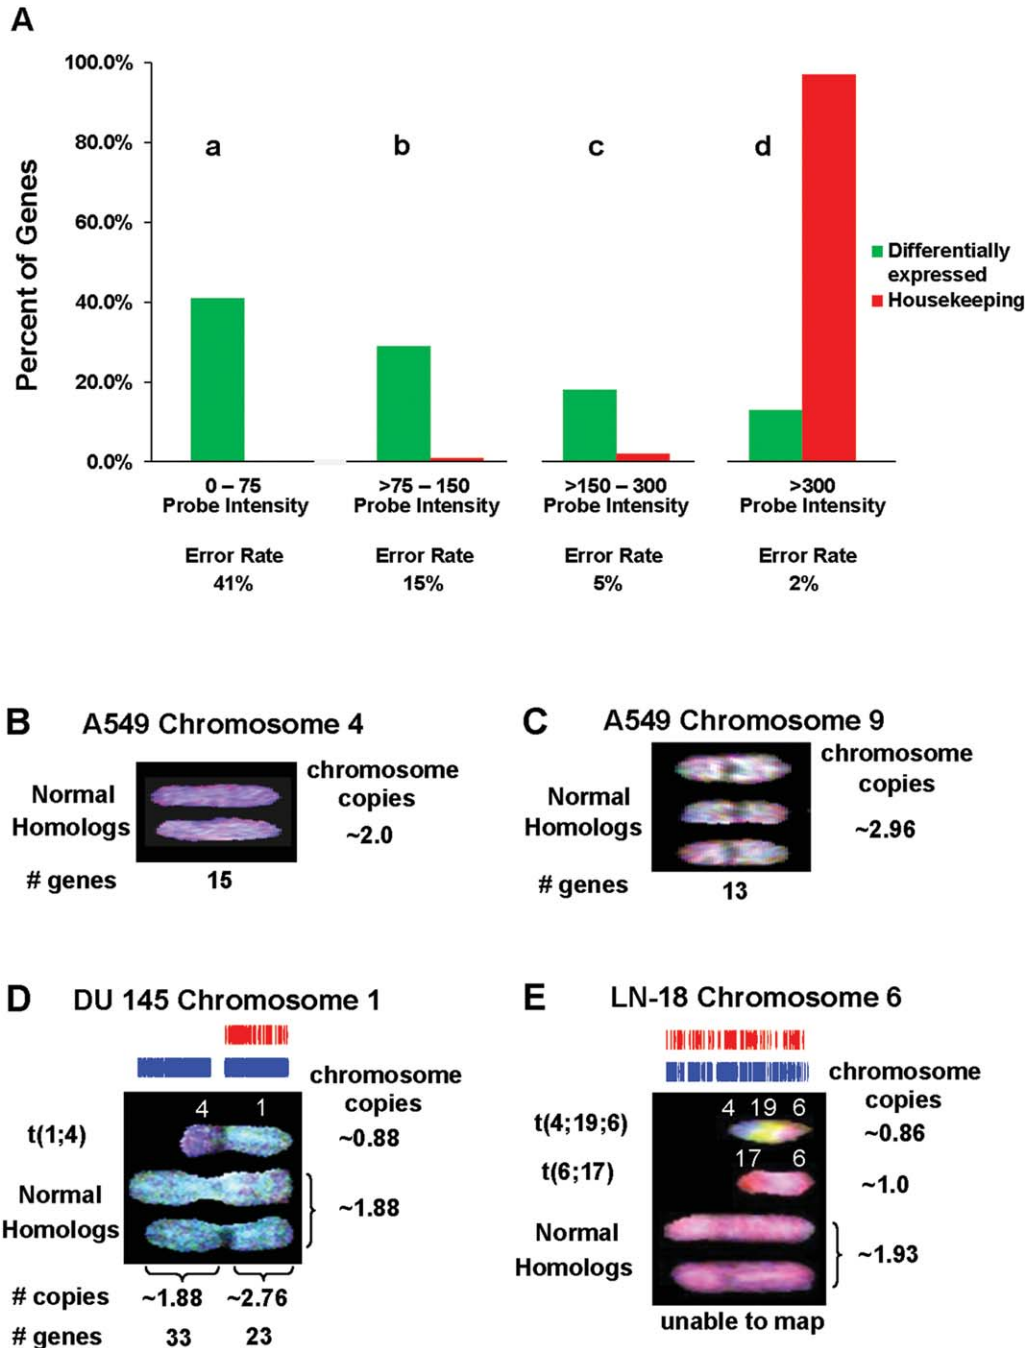 A
100.0%
80.0%
60.0%
40.0%
20.0%
0.0%
Percent of Genes
a
b
c
d
Differentially
expressed
Housekeeping
0 – 75
Probe Intensity
>75 – 150
Probe Intensity
>150 – 300
Probe Intensity
>300
Probe Intensity
Error Rate
41%
Error Rate
15%
Error Rate
5%
Error Rate
2%
B
A549 Chromosome 4
Normal
Homologs
chromosome
copies
~2.0
# genes
15
C
A549 Chromosome 9
Normal
Homologs
chromosome
copies
~2.96
# genes
13
D
DU 145 Chromosome 1
chromosome
copies
4 1
t(1;4)
~0.88
Normal
Homologs
~1.88
# copies
~1.88 ~2.76
# genes
33 23
E
LN-18 Chromosome 6
chromosome
copies
4 19 6
t(4;19;6)
~0.86
17 6
t(6;17)
~1.0
Normal
Homologs
~1.93
unable to map